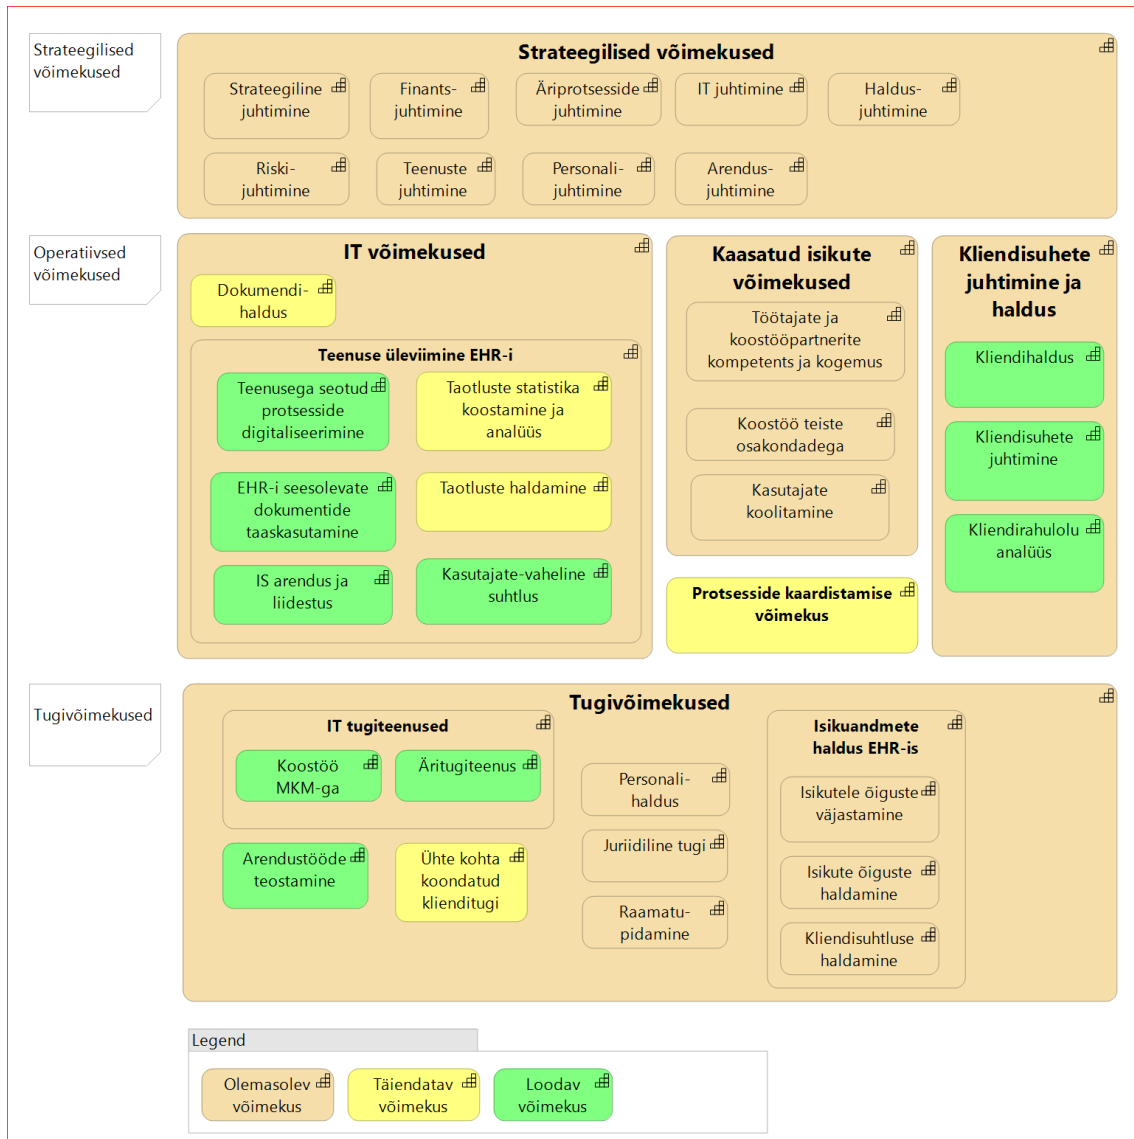 Strateegilised
võimekused
Strateegilised võimekused
Strateegiline
juhtimine
Finants-
juhtimine
Äriprotsesside
juhtimine
IT juhtimine
Haldus-
juhtimine
Riski-
juhtimine
Teenuste
juhtimine
Personali-
juhtimine
Arendus-
juhtimine
Operatiivsed
võimekused
IT võimekused
Dokumendi-
haldus
Teenuse üleviimine EHR-i
Teenusega seotud
protsesside
digitaliseerimine
Taotluste statistika
koostamine ja
analüüs
EHR-i seesolevate
dokumentide
taaskasutamine
Taotluste haldamine
IS arendus ja
liidestus
Kasutajate-vaheline
suhtlus
Kaasatud isikute
võimekused
Töötajate ja
koostööpartnerite
kompetents ja kogemus
Koostöö teiste
osakondadega
Kasutajate
koolitamine
Protsesside kaardistamise
võimekus
Kliendisuhete
juhtimine ja
haldus
Kliendihaldus
Kliendisuhete
juhtimine
Kliendirahulolu
analüüs
Tugivõimekused
Tugivõimekused
IT tugiteenused
Koostöö
MKM-ga
Äritugiteenus
Arendustööde
teostamine
Ühte kohta
koondatud
klienditugi
Personali-
haldus
Juriidiline tugi
Raamatu-
pidamine
Isikuandmete
haldus EHR-is
Isikutele õiguste
väjastamine
Isikute õiguste
haldamine
Kliendisuhtluse
haldamine
Legend
Olemasolev
võimekus
Täiendatav
võimekus
Loodav
võimekus